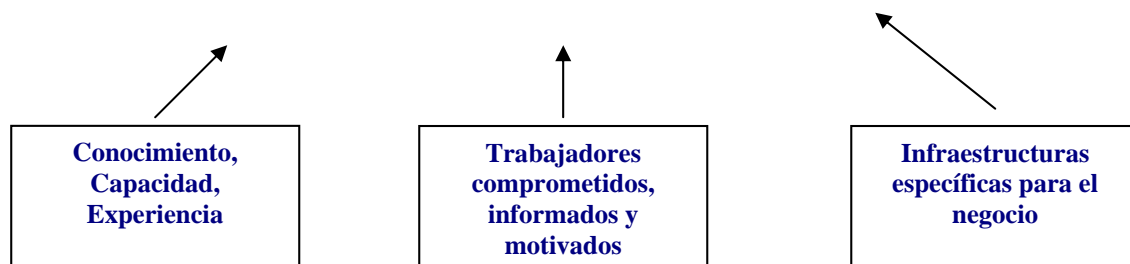 Conocimiento,
Capacidad,
Experiencia
Trabajadores
comprometidos,
informados y
motivados
Infraestructuras
específicas para el
negocio